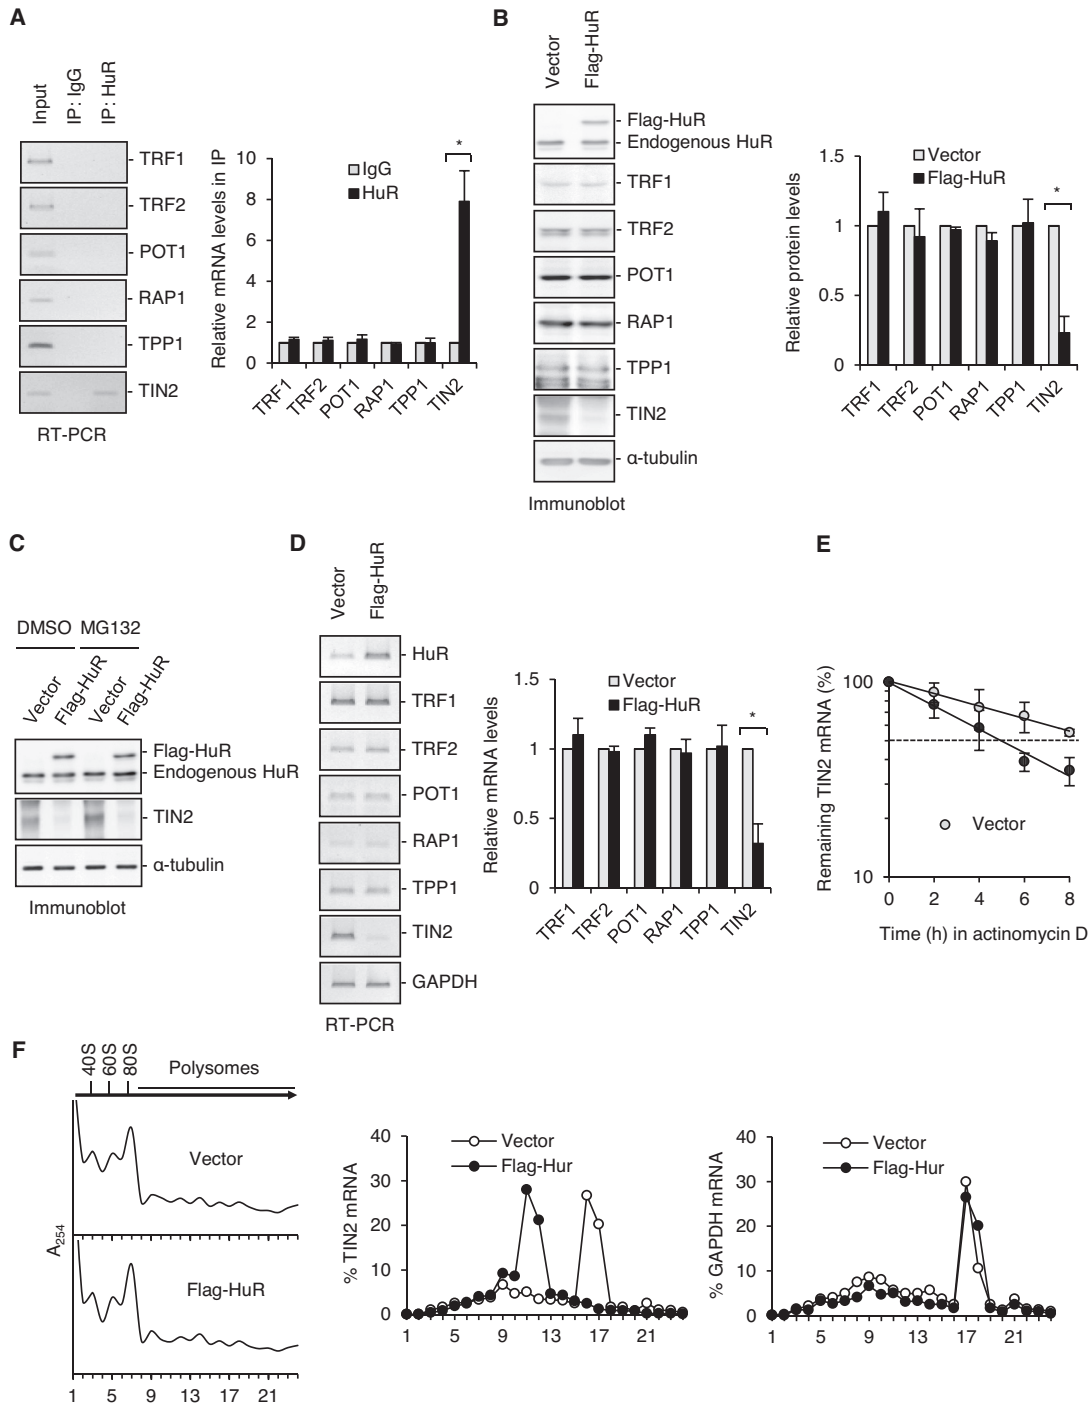 A
Input
IP: IgG
IP: HuR
TRF1
TRF2
POT1
RAP1
TPP1
TIN2
RT-PCR
Relative mRNA levels in IP
10
8
6
4
2
0
IgG
HuR
*
TRF1
TRF2
POT1
RAP1
TPP1
TIN2
B
Vector
Flag-HuR
Flag-HuR
Endogenous HuR
TRF1
TRF2
POT1
RAP1
TPP1
TIN2
α-tubulin
Immunoblot
Relative protein levels
1.5
1
0.5
0
Vector
Flag-HuR
*
TRF1
TRF2
POT1
RAP1
TPP1
TIN2
C
DMSO MG132
Vector
Flag-HuR
Vector
Flag-HuR
Flag-HuR
Endogenous HuR
TIN2
α-tubulin
Immunoblot
D
Vector
Flag-HuR
HuR
TRF1
TRF2
POT1
RAP1
TPP1
TIN2
GAPDH
RT-PCR
Relative mRNA levels
1.5
1
0.5
0
Vector
Flag-HuR
*
TRF1
TRF2
POT1
RAP1
TPP1
TIN2
E
Remaining TIN2 mRNA (%)
100
10
Vector
0 2 4 6 8
Time (h) in actinomycin D
F
40S
60S
80S
Polysomes
Vector
Flag-HuR
A254
1 5 9 13 17 21
% TIN2 mRNA
40
30
20
10
0
Vector
Flag-Hur
1 5 9 13 17 21
% GAPDH mRNA
40
30
20
10
0
Vector
Flag-Hur
1 5 9 13 17 21